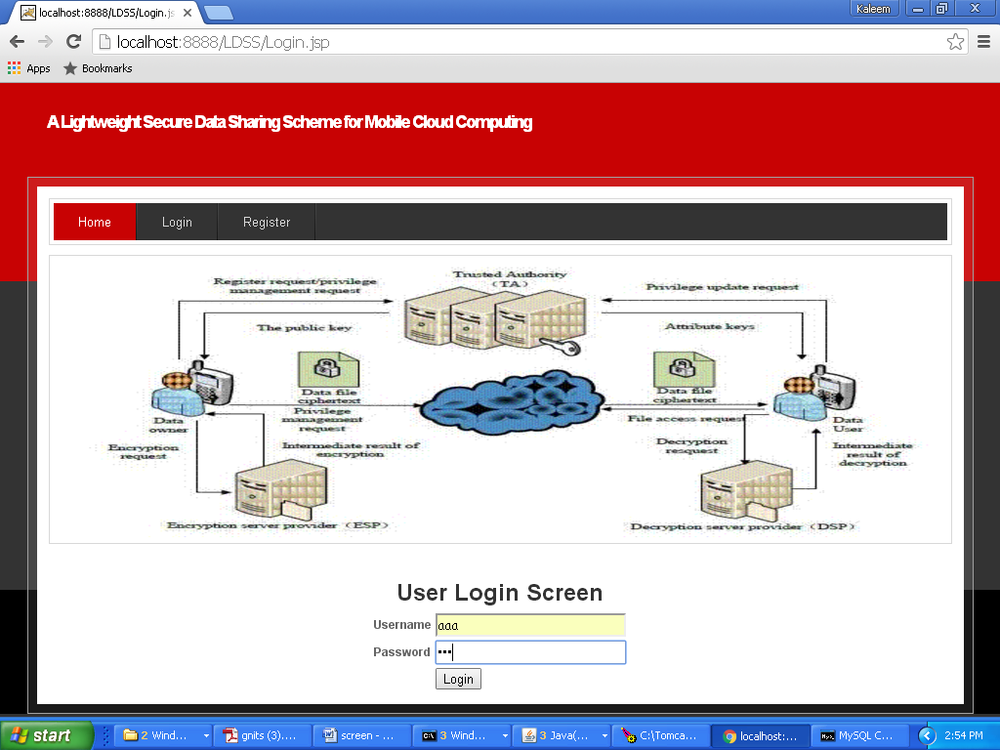 localhost:8888/LDSS/Login.js
Kaleem
localhost:8888/LDSS/Login.jsp
Apps
Bookmarks
A Lightweight Secure Data Sharing Scheme for Mobile Cloud Computing
Home
Login
Register
Trusted Authority
(TA)
Register request/privilege
management request
Privilege update request
The public key
Attribute keys
Data file
ciphertext
Data file
ciphertext
Privilege
management
request
File access request
Data
owner
Data
User
Encryption
request
Intermediate result of
encryption
Decryption
resquest
Intermediate
result of
decryption
Encryption server provider (ESP)
Decryption server provider (DSP)
User Login Screen
Username
aaa
Password
•••
Login
start
2 Wind...
gnits (3)....
screen - ...
3 Wind...
3 Java(...
C:\Tomca...
localhost:...
MySQL C...
2:54 PM